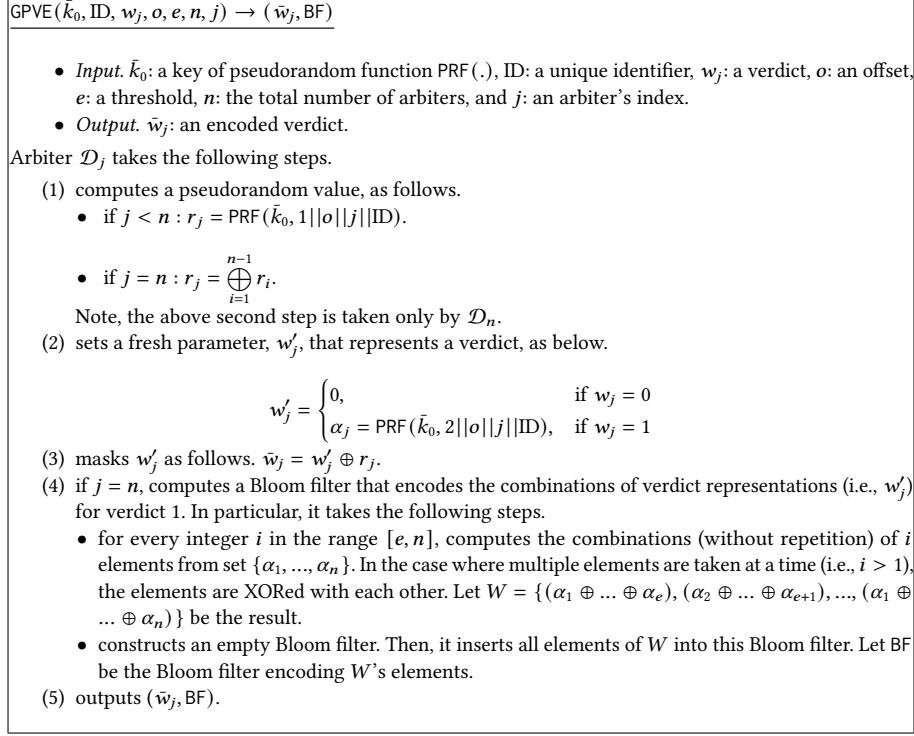 GPVE(k̄₀, ID, wⱼ, o, e, n, j) → (w̄ⱼ, BF)
• Input. k̄₀: a key of pseudorandom function PRF(.), ID: a unique identifier, wⱼ: a verdict, o: an offset,
e: a threshold, n: the total number of arbiters, and j: an arbiter's index.
• Output. w̄ⱼ: an encoded verdict.
Arbiter 𝒟ⱼ takes the following steps.
(1) computes a pseudorandom value, as follows.
• if j < n : rⱼ = PRF(k̄₀, 1||o||j||ID).
• if j = n : rⱼ = ⊕_{i=1}^{n−1} rᵢ.
Note, the above second step is taken only by 𝒟ₙ.
(2) sets a fresh parameter, w′ⱼ, that represents a verdict, as below.
w′ⱼ = { 0, if wⱼ = 0
αⱼ = PRF(k̄₀, 2||o||j||ID), if wⱼ = 1
(3) masks w′ⱼ as follows. w̄ⱼ = w′ⱼ ⊕ rⱼ.
(4) if j = n, computes a Bloom filter that encodes the combinations of verdict representations (i.e., w′ⱼ)
for verdict 1. In particular, it takes the following steps.
• for every integer i in the range [e, n], computes the combinations (without repetition) of i
elements from set {α₁, ..., αₙ}. In the case where multiple elements are taken at a time (i.e., i > 1),
the elements are XORed with each other. Let W = {(α₁ ⊕ ... ⊕ αₑ), (α₂ ⊕ ... ⊕ αₑ₊₁), ..., (α₁ ⊕
... ⊕ αₙ)} be the result.
• constructs an empty Bloom filter. Then, it inserts all elements of W into this Bloom filter. Let BF
be the Bloom filter encoding W's elements.
(5) outputs (w̄ⱼ, BF).